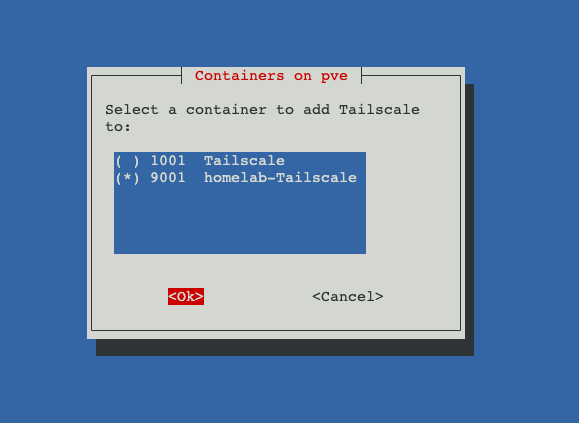 Containers on pve
Select a container to add Tailscale
to:
( ) 1001  Tailscale
(*) 9001  homelab-Tailscale
<Ok>
<Cancel>